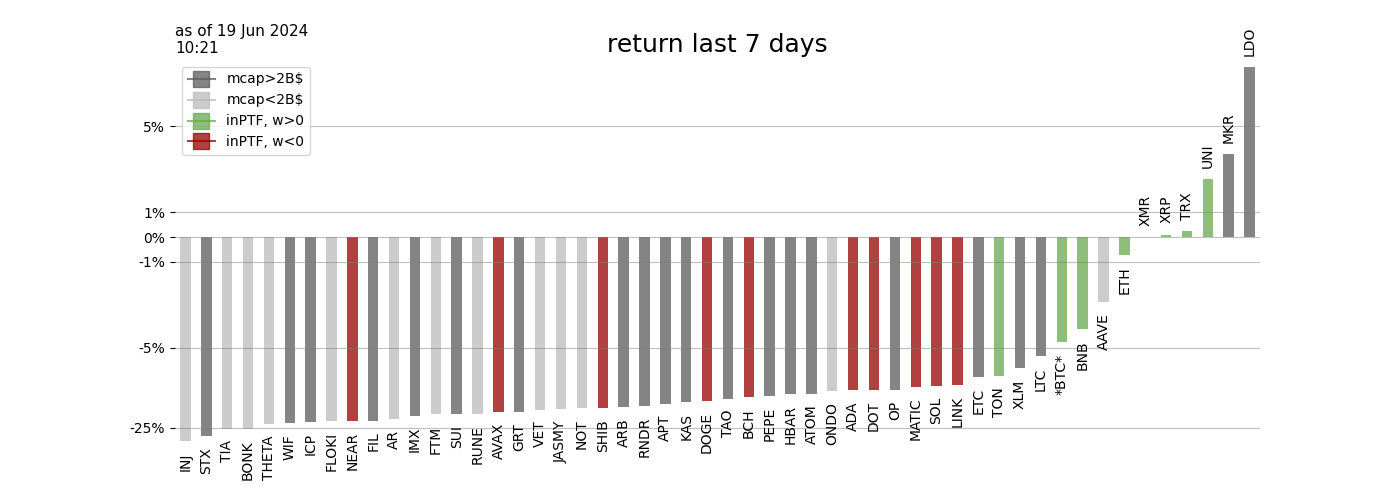 as of 19 Jun 2024
10:21
return last 7 days
mcap>2B$
mcap<2B$
inPTF, w>0
inPTF, w<0
5%
1%
0%
-1%
-5%
-25%
INJ
STX
TIA
BONK
THETA
WIF
ICP
FLOKI
NEAR
FIL
AR
IMX
FTM
SUI
RUNE
AVAX
GRT
VET
JASMY
NOT
SHIB
ARB
RNDR
APT
KAS
DOGE
TAO
BCH
PEPE
HBAR
ATOM
ONDO
ADA
DOT
OP
MATIC
SOL
LINK
ETC
TON
XLM
LTC
*BTC*
BNB
AAVE
ETH
XMR
XRP
TRX
UNI
MKR
LDO